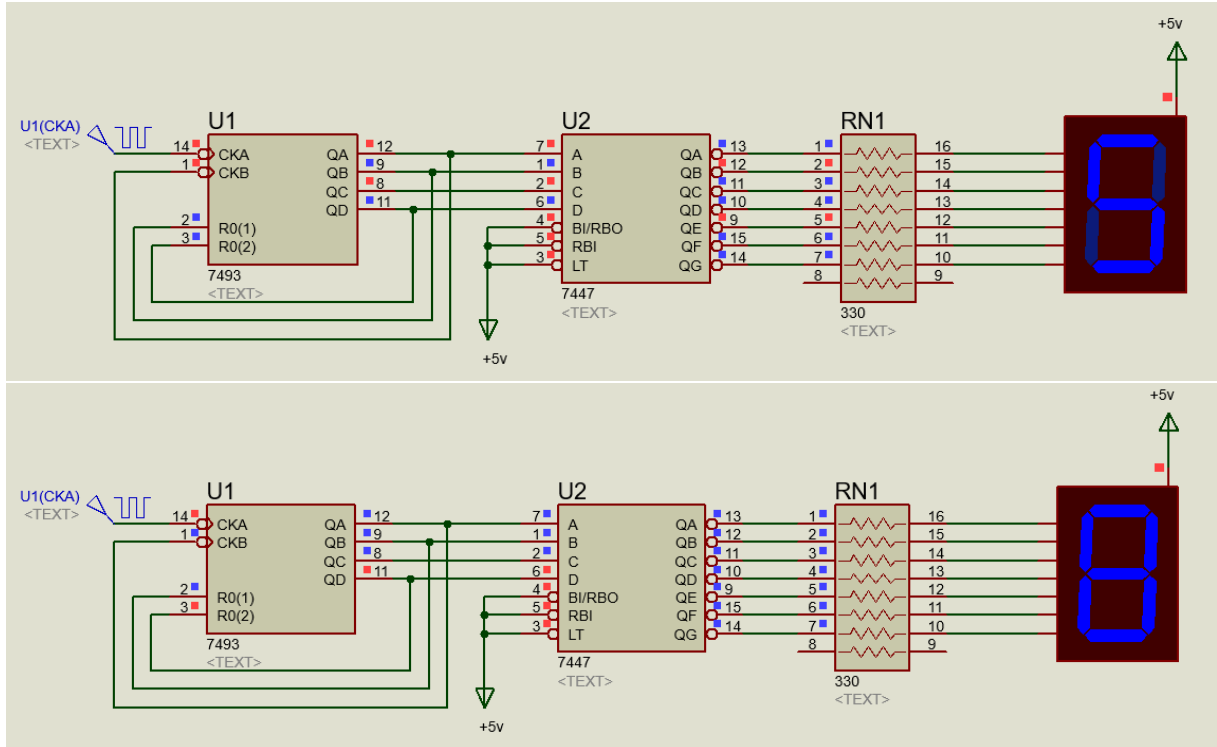 +5v
U1 U2 RN1
U1(CKA)
<TEXT>
14 CKA QA 12 7 A QA 13 1 16
1 CKB QB 9 1 B QB 12 2 15
QC 8 2 C QC 11 3 14
QD 11 6 D QD 10 4 13
2 R0(1) 4 BI/RBO QE 9 5 12
3 R0(2) 5 RBI QF 15 6 11
3 LT QG 14 7 10
8 9
7493 7447 330
<TEXT> <TEXT> <TEXT>
+5v
+5v
U1 U2 RN1
U1(CKA)
<TEXT>
14 CKA QA 12 7 A QA 13 1 16
1 CKB QB 9 1 B QB 12 2 15
QC 8 2 C QC 11 3 14
QD 11 6 D QD 10 4 13
2 R0(1) 4 BI/RBO QE 9 5 12
3 R0(2) 5 RBI QF 15 6 11
3 LT QG 14 7 10
8 9
7493 7447 330
<TEXT> <TEXT> <TEXT>
+5v